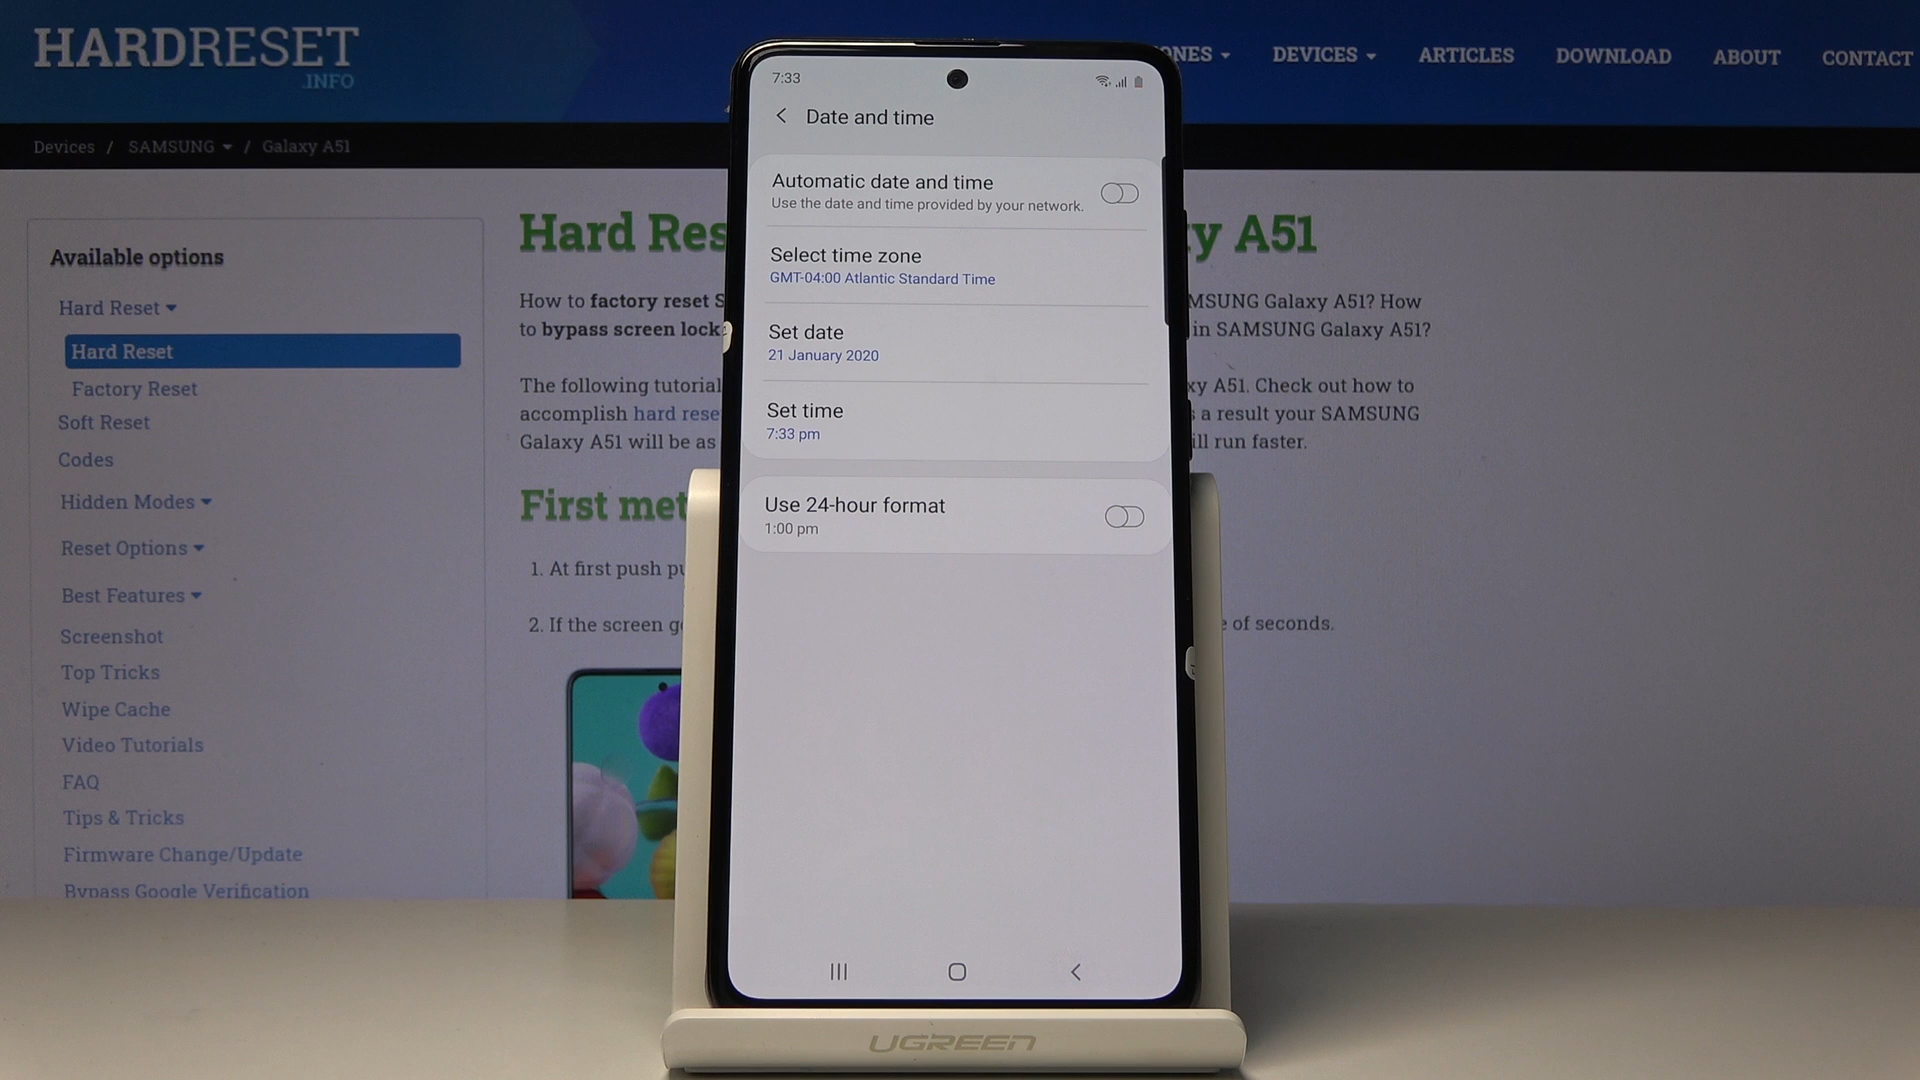 HARDRESET
.INFO
DEVICES
ARTICLES
DOWNLOAD
ABOUT
CONTACT
Devices / SAMSUNG / Galaxy A51
Available options
Hard Reset
Hard Reset
Factory Reset
Soft Reset
Codes
Hidden Modes
Reset Options
Best Features
Screenshot
Top Tricks
Wipe Cache
Video Tutorials
FAQ
Tips & Tricks
Firmware Change/Update
Bypass Google Verification
Hard Res
A51
How to factory reset S
SUNG Galaxy A51? How
to bypass screen lock
in SAMSUNG Galaxy A51?
The following tutorial
A51. Check out how to
accomplish hard rese
a result your SAMSUNG
Galaxy A51 will be as
run faster.
First met
1. At first push
2. If the screen
of seconds.
7:33
Date and time
Automatic date and time
Use the date and time provided by your network.
Select time zone
GMT-04:00 Atlantic Standard Time
Set date
21 January 2020
Set time
7:33 pm
Use 24-hour format
1:00 pm
UGREEN